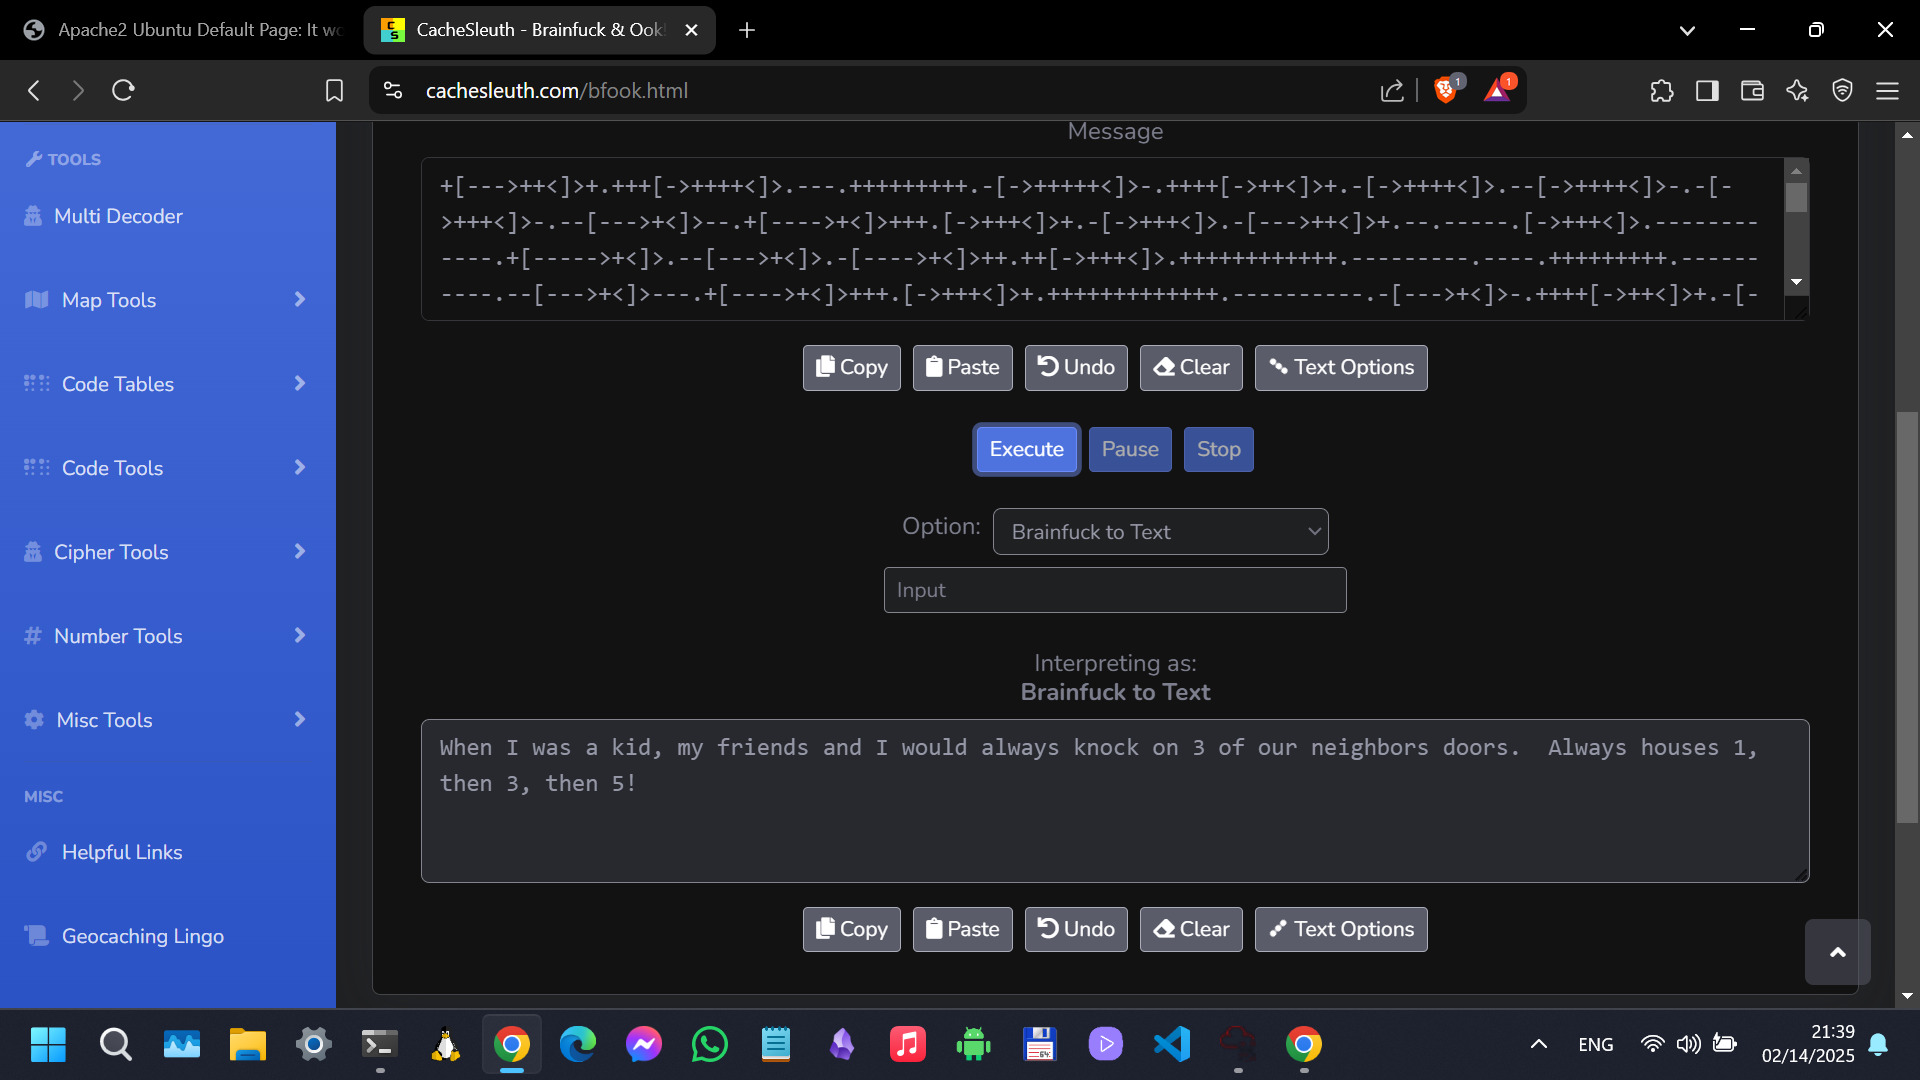 Apache2 Ubuntu Default Page: It wo
CacheSleuth - Brainfuck & Ook!
cachesleuth.com/bfook.html
1
1
TOOLS
Multi Decoder
Map Tools
Code Tables
Code Tools
Cipher Tools
Number Tools
Misc Tools
MISC
Helpful Links
Geocaching Lingo
Message
+[--->++<]>+.+++[->++++<]>.---.+++++++++.-[->+++++<]>-.++++[->++<]>+.-[->++++<]>.--[->++++<]>-.-[-
>+++<]>-.--[--->+<]>--.+[---->+<]>+++.[->+++<]>+.-[->+++<]>.-[--->++<]>+.--.-----.[->+++<]>.--------
----.+[----->+<]>.--[--->+<]>.-[---->+<]>++.++[->+++<]>.++++++++++++.---------.----.+++++++++.------
----.--[--->+<]>---.+[---->+<]>+++.[->+++<]>+.+++++++++++++.----------.-[--->+<]>-.++++[->++<]>+.-[-
Copy
Paste
Undo
Clear
Text Options
Execute
Pause
Stop
Option:
Brainfuck to Text
Input
Interpreting as:
Brainfuck to Text
When I was a kid, my friends and I would always knock on 3 of our neighbors doors.  Always houses 1,
then 3, then 5!
Copy
Paste
Undo
Clear
Text Options
64
ENG
21:39
02/14/2025